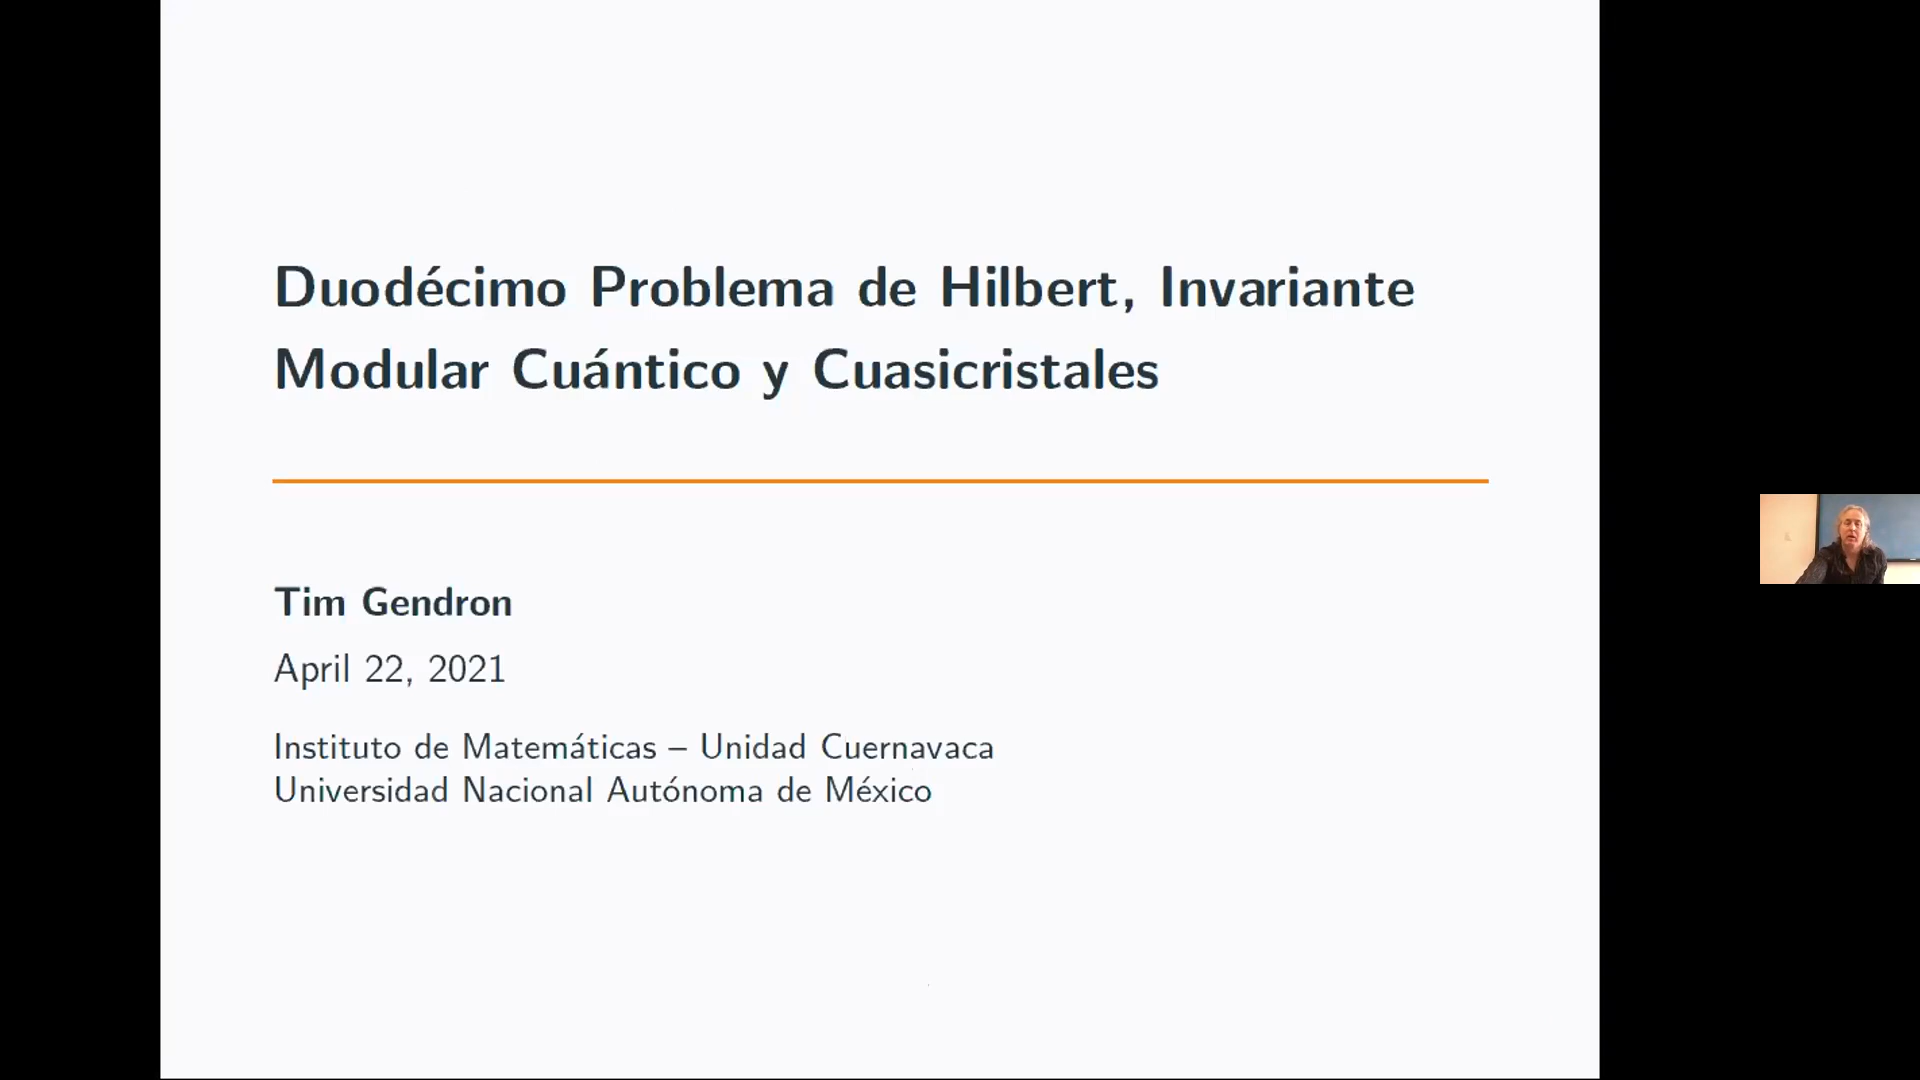 Duodécimo Problema de Hilbert, Invariante
Modular Cuántico y Cuasicristales
Tim Gendron
April 22, 2021
Instituto de Matemáticas – Unidad Cuernavaca
Universidad Nacional Autónoma de México